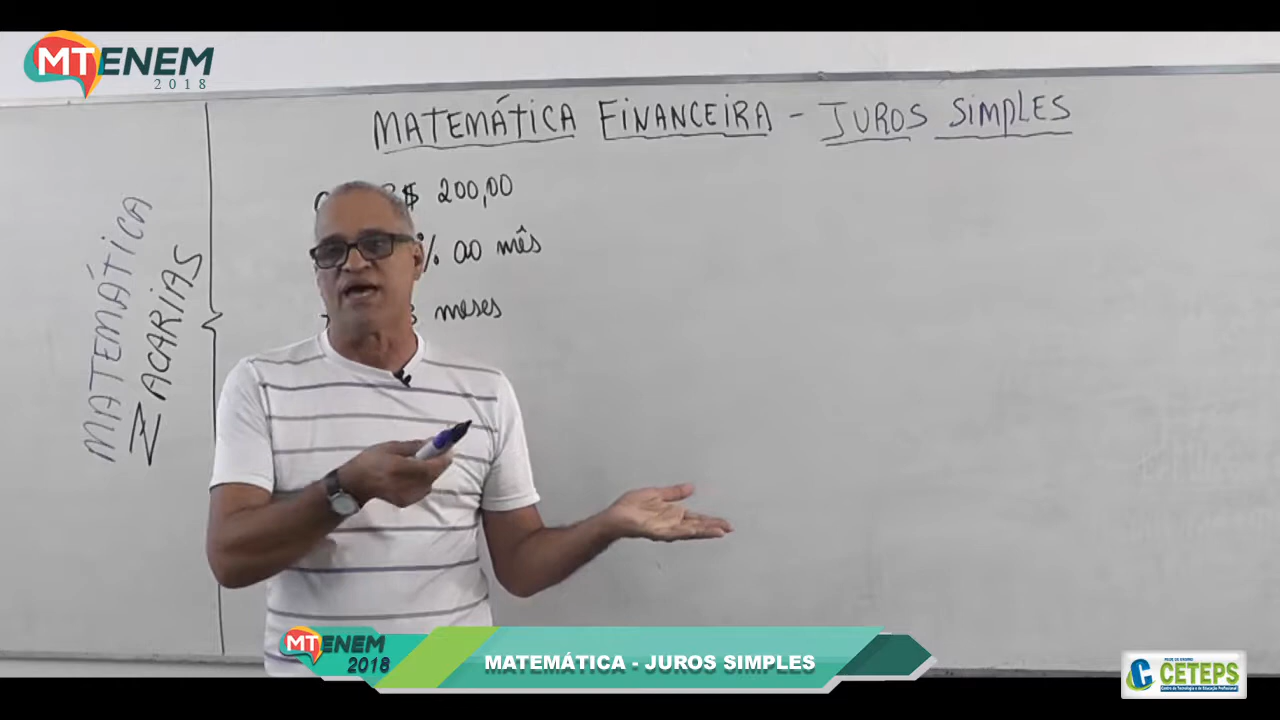 MTENEM
2018
MATEMÁTICA FINANCEIRA - JUROS SIMPLES
$ 200,00
% ao mês
meses
MATEMÁTICA
ZACARIAS
MTENEM
2018
MATEMÁTICA - JUROS SIMPLES
CETEPS